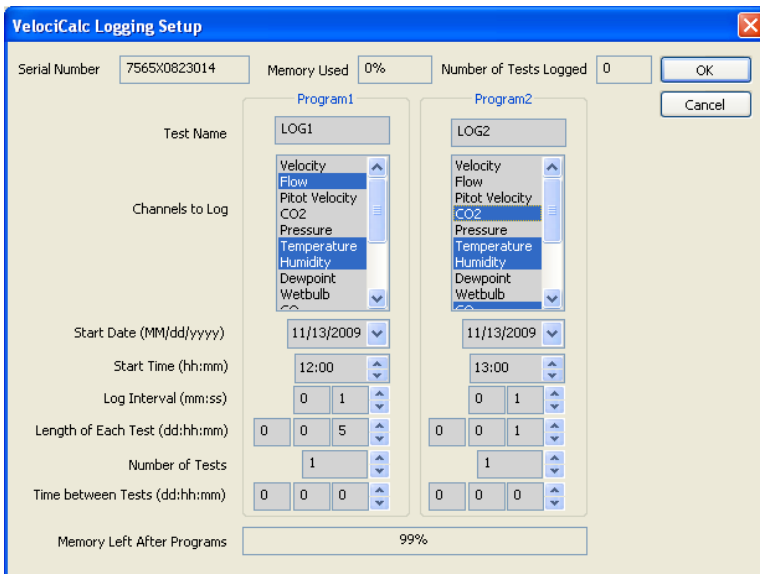 VelociCalc Logging Setup
Serial Number 7565X0823014 Memory Used 0% Number of Tests Logged 0 OK
Cancel
Program1 Program2
Test Name LOG1 LOG2
Channels to Log
Velocity
Flow
Pitot Velocity
CO2
Pressure
Temperature
Humidity
Dewpoint
Wetbulb
CO
Velocity
Flow
Pitot Velocity
CO2
Pressure
Temperature
Humidity
Dewpoint
Wetbulb
CO
Start Date (MM/dd/yyyy) 11/13/2009 11/13/2009
Start Time (hh:mm) 12:00 13:00
Log Interval (mm:ss) 0 1 0 1
Length of Each Test (dd:hh:mm) 0 0 5 0 0 1
Number of Tests 1 1
Time between Tests (dd:hh:mm) 0 0 0 0 0 0
Memory Left After Programs 99%